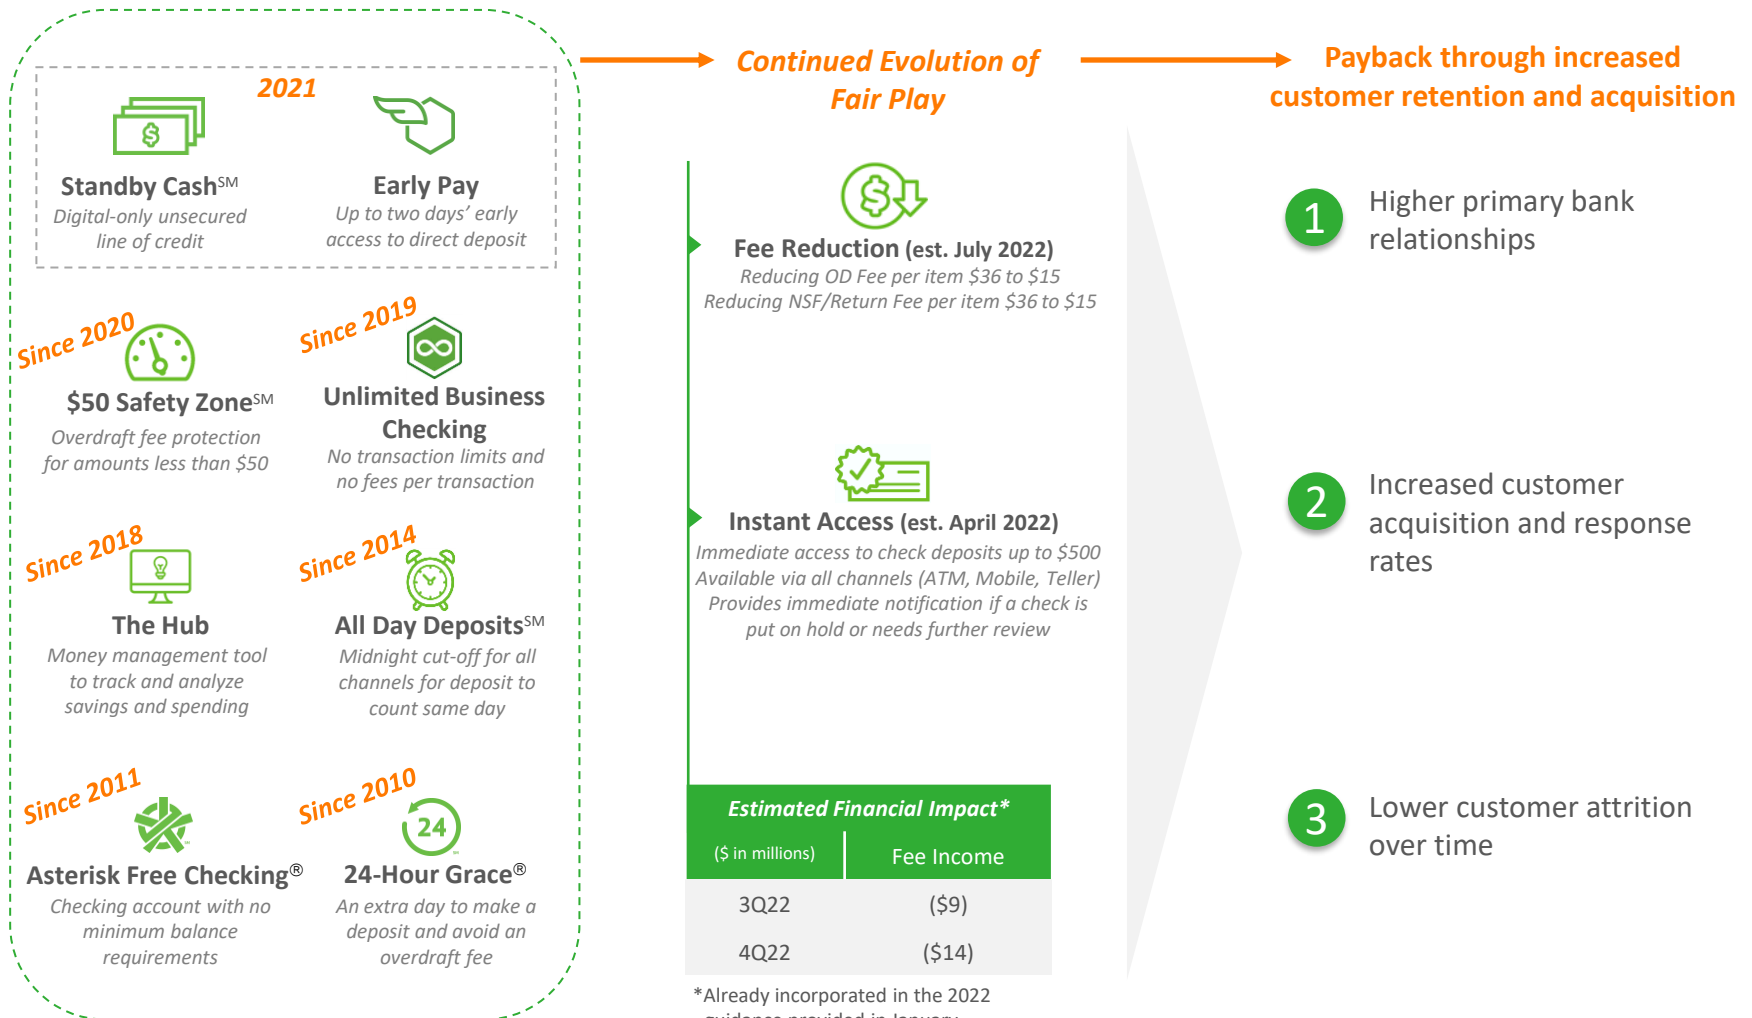 2021
Standby Cash℠
Digital-only unsecured
line of credit
Early Pay
Up to two days’ early
access to direct deposit
Since 2020
$50 Safety Zone℠
Overdraft fee protection
for amounts less than $50
Since 2019
Unlimited Business
Checking
No transaction limits and
no fees per transaction
Since 2018
The Hub
Money management tool
to track and analyze
savings and spending
Since 2014
All Day Deposits℠
Midnight cut-off for all
channels for deposit to
count same day
Since 2011
Asterisk Free Checking®
Checking account with no
minimum balance
requirements
Since 2010
24
24-Hour Grace®
An extra day to make a
deposit and avoid an
overdraft fee
Continued Evolution of
Fair Play
Fee Reduction (est. July 2022)
Reducing OD Fee per item $36 to $15
Reducing NSF/Return Fee per item $36 to $15
Instant Access (est. April 2022)
Immediate access to check deposits up to $500
Available via all channels (ATM, Mobile, Teller)
Provides immediate notification if a check is
put on hold or needs further review
Estimated Financial Impact*
($ in millions) Fee Income
3Q22 ($9)
4Q22 ($14)
*Already incorporated in the 2022
guidance provided in January
Payback through increased
customer retention and acquisition
1
Higher primary bank
relationships
2
Increased customer
acquisition and response
rates
3
Lower customer attrition
over time